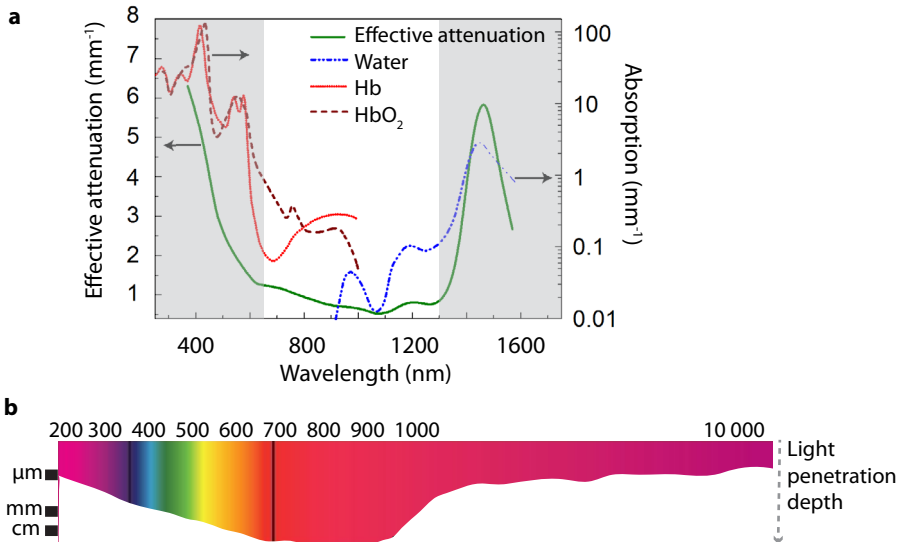 a
Effective attenuation (mm⁻¹)
8
7
6
5
4
3
2
1
Effective attenuation
Water
Hb
HbO₂
100
10
1
0.1
0.01
Absorption (mm⁻¹)
400 800 1200 1600
Wavelength (nm)
b
200 300 400 500 600 700 800 900 1000 10 000
µm
mm
cm
Light
penetration
depth